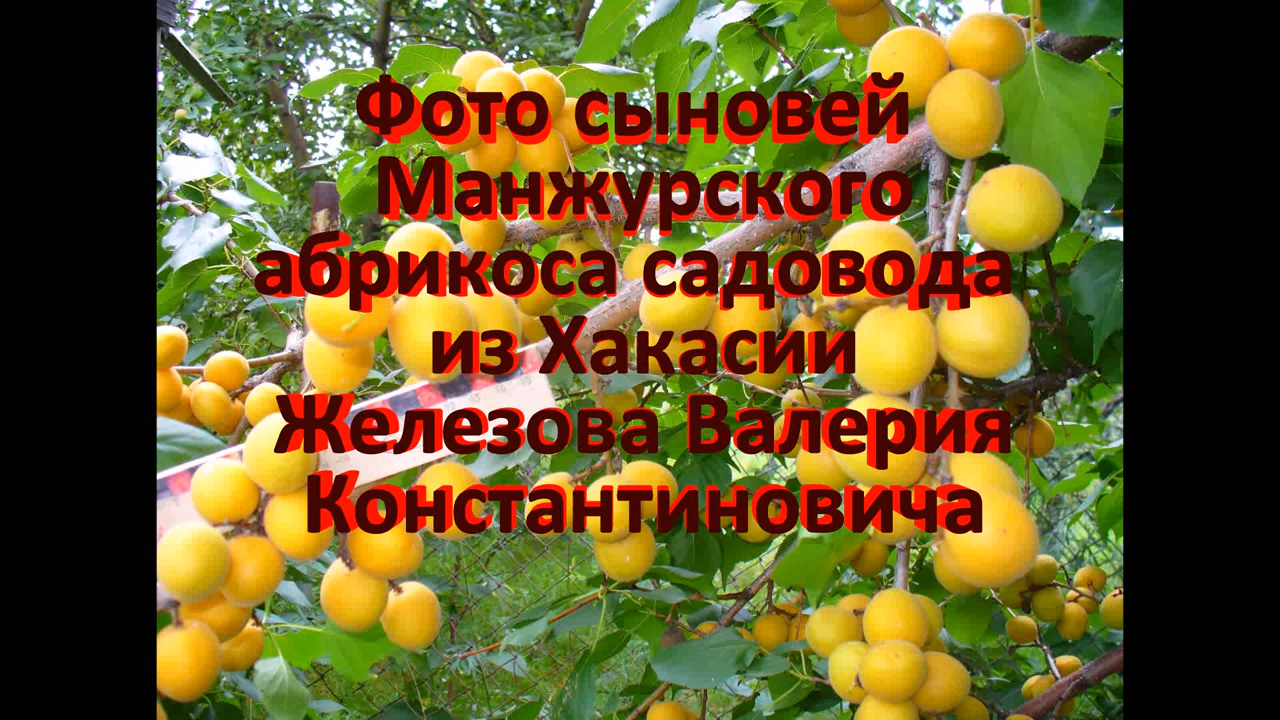 Фото сыновей
Манжурского
абрикоса садовода
из Хакасии
Железова Валерия
Константиновича